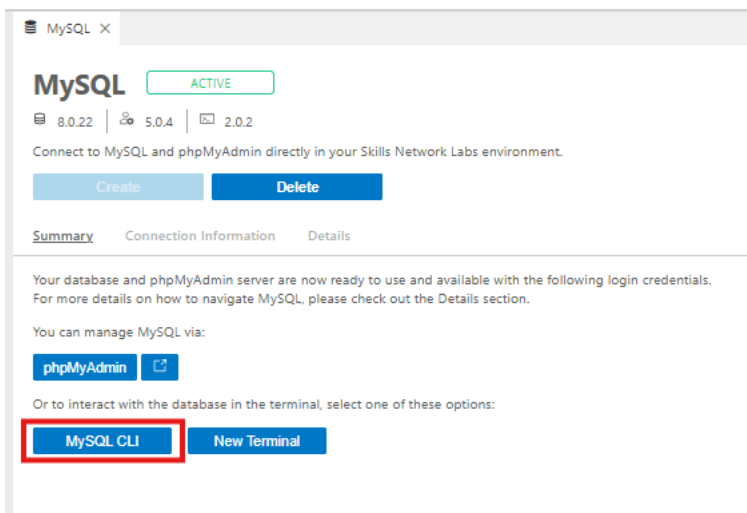 MySQL
MySQL ACTIVE
8.0.22 5.0.4 2.0.2
Connect to MySQL and phpMyAdmin directly in your Skills Network Labs environment.
Create Delete
Summary Connection Information Details
Your database and phpMyAdmin server are now ready to use and available with the following login credentials.
For more details on how to navigate MySQL, please check out the Details section.
You can manage MySQL via:
phpMyAdmin
Or to interact with the database in the terminal, select one of these options:
MySQL CLI New Terminal